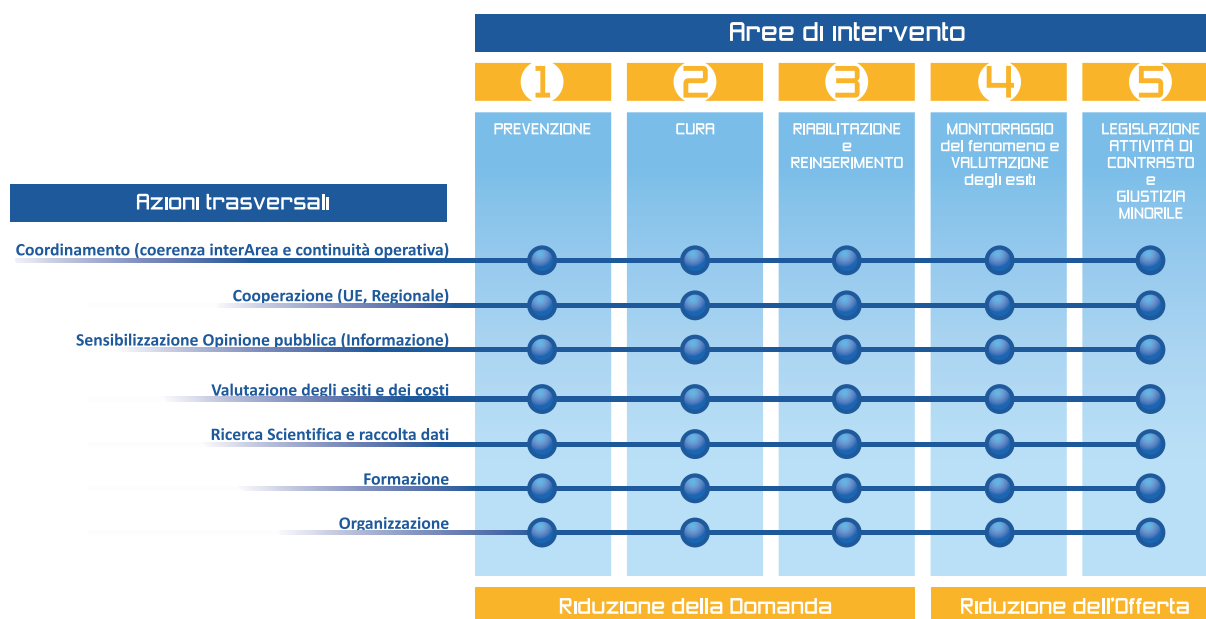 Aree di intervento
1
2
3
4
5
PREVENZIONE
CURA
RIABILITAZIONE
e
REINSERIMENTO
MONITORAGGIO
del fenomeno e
VALUTAZIONE
degli esiti
LEGISLAZIONE
ATTIVITÀ DI
CONTRASTO
e
GIUSTIZIA
MINORILE
Azioni trasversali
Coordinamento (coerenza interArea e continuità operativa)
Cooperazione (UE, Regionale)
Sensibilizzazione Opinione pubblica (Informazione)
Valutazione degli esiti e dei costi
Ricerca Scientifica e raccolta dati
Formazione
Organizzazione
Riduzione della Domanda
Riduzione dell'Offerta